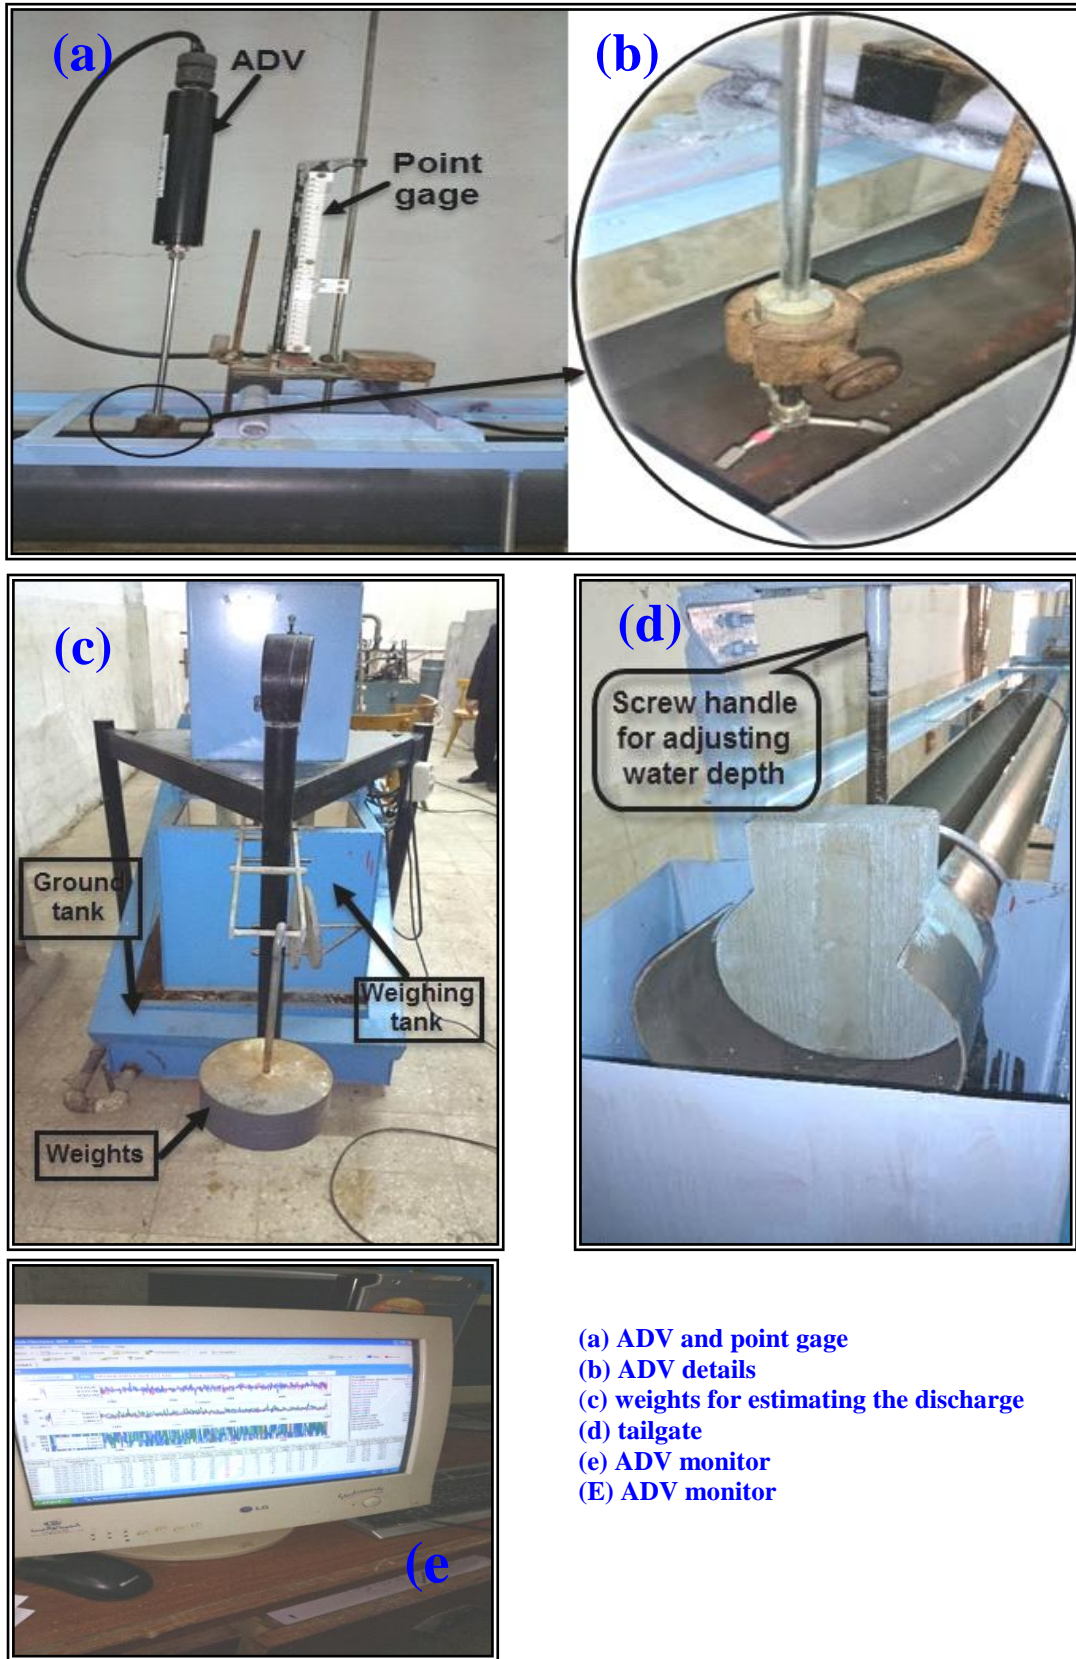 (a)
ADV
Point
gage
(b)
(c)
Ground
tank
Weighing
tank
Weights
(d)
Screw handle
for adjusting
water depth
LG
(e
(a) ADV and point gage
(b) ADV details
(c) weights for estimating the discharge
(d) tailgate
(e) ADV monitor
(E) ADV monitor